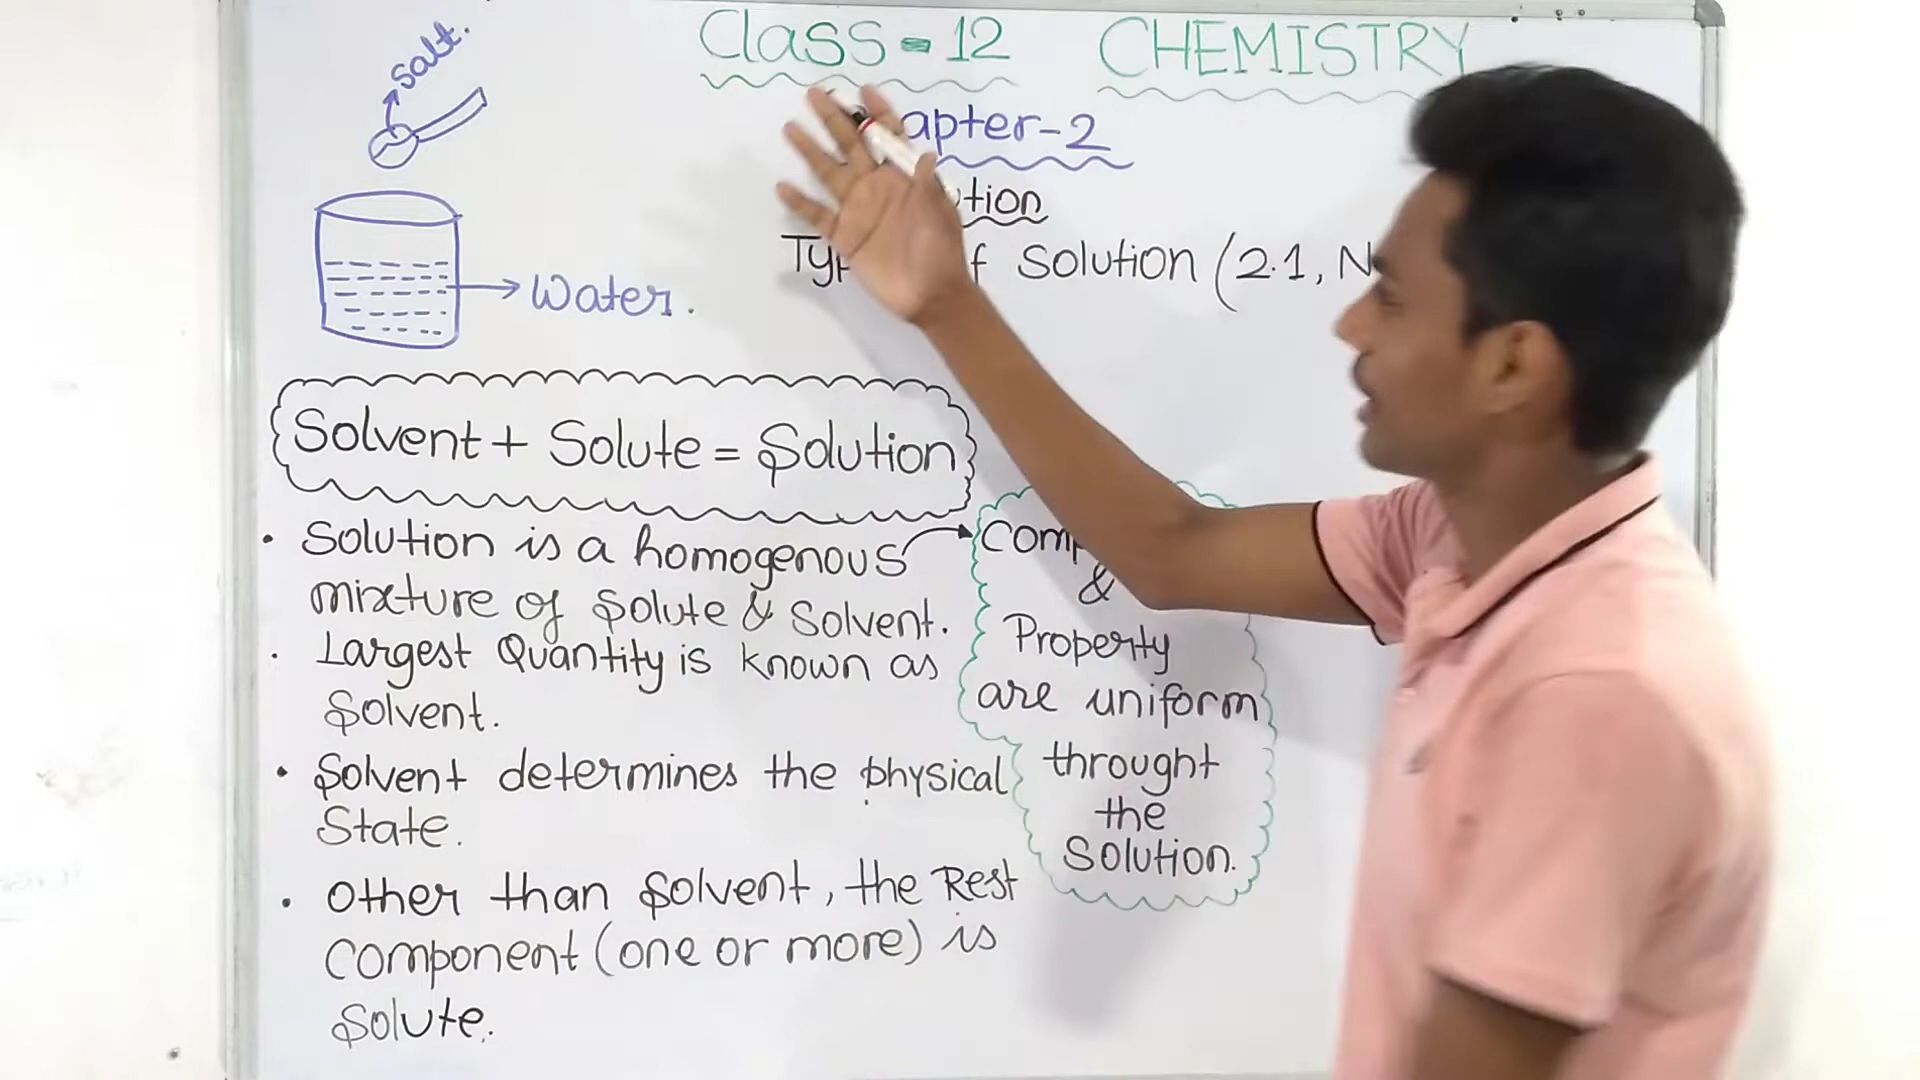 Class - 12 CHEMISTRY
apter-2
tion
f Solution (2.1, N
salt.
Water.
Solvent + Solute = Solution
• Solution is a homogenous
mixture of Solute & Solvent.
• Largest Quantity is known as
Solvent.
• Solvent determines the physical
State.
• Other than Solvent, the Rest
Component (one or more) is
Solute.
Comp
&
Property
are uniform
throught
the
Solution.